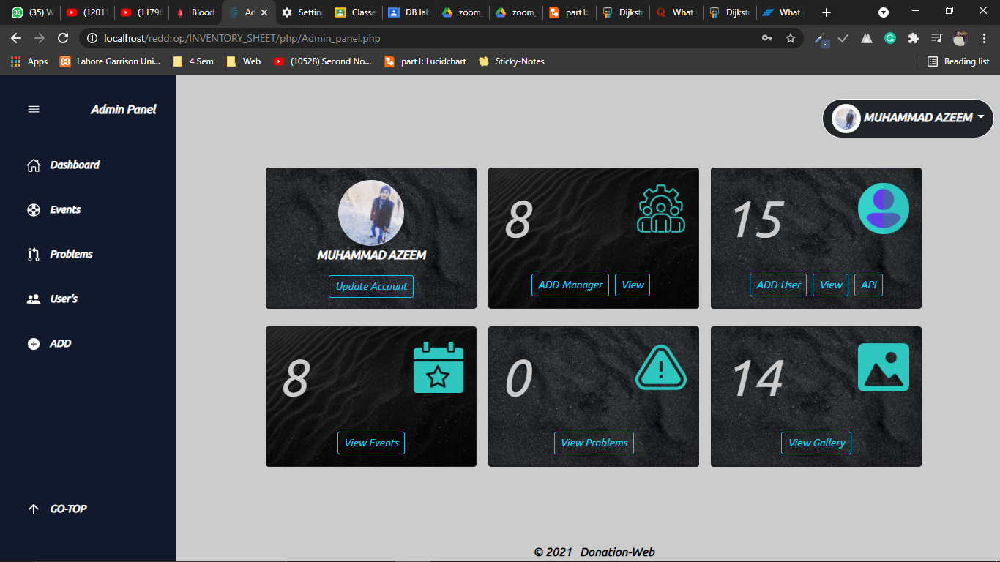 (35) W
(1201
(1179
Blood
Ad
Settin
Classe
DB lab
zoom_
zoom_
part1:
Dijkstr
What i
Dijkstr
What i
localhost/reddrop/INVENTORY_SHEET/php/Admin_panel.php
Apps
Lahore Garrison Uni...
4 Sem
Web
(10528) Second No...
part1: Lucidchart
Sticky-Notes
Reading list
Admin Panel
MUHAMMAD AZEEM
Dashboard
Events
Problems
User's
ADD
GO-TOP
MUHAMMAD AZEEM
Update Account
8
ADD-Manager View
15
ADD-User View API
8
View Events
0
View Problems
14
View Gallery
© 2021 Donation-Web